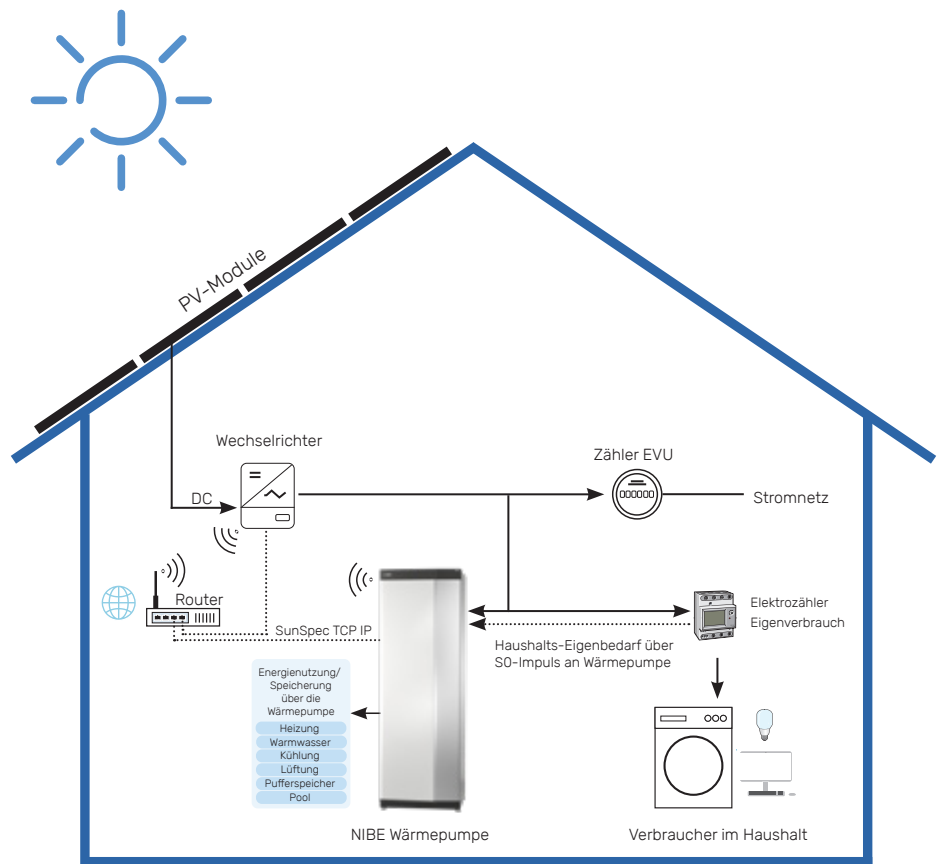 PV-Module
Wechselrichter
Zähler EVU
DC
Stromnetz
Router
SunSpec TCP IP
Elektrozähler
Eigenverbrauch
Haushalts-Eigenbedarf über
S0-Impuls an Wärmepumpe
Energienutzung/
Speicherung
über die
Wärmepumpe
Heizung
Warmwasser
Kühlung
Lüftung
Pufferspeicher
Pool
NIBE Wärmepumpe
Verbraucher im Haushalt